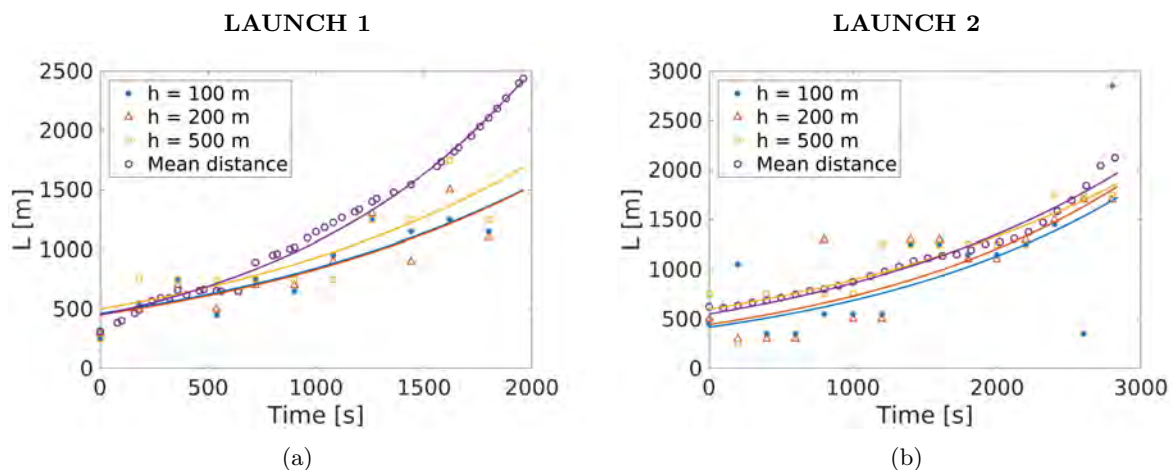 LAUNCH 1
2500
2000
1500
1000
500
0
L [m]
h = 100 m
h = 200 m
h = 500 m
Mean distance
0 500 1000 1500 2000
Time [s]
(a)
LAUNCH 2
3000
2500
2000
1500
1000
500
0
L [m]
h = 100 m
h = 200 m
h = 500 m
Mean distance
0 1000 2000 3000
Time [s]
(b)